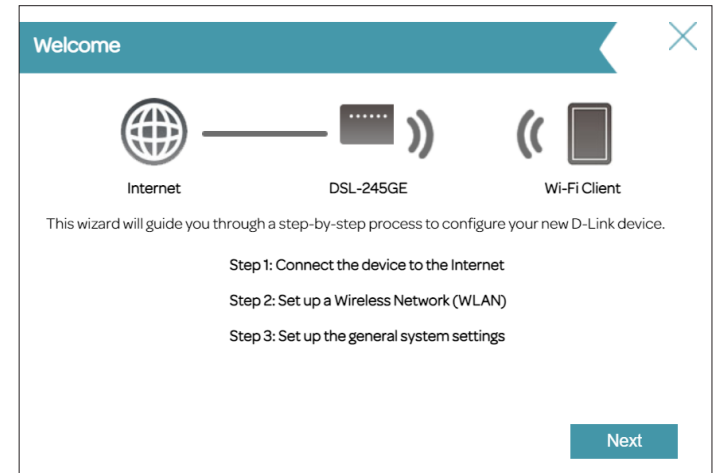 Welcome
Internet
DSL-245GE
Wi-Fi Client
This wizard will guide you through a step-by-step process to configure your new D-Link device.
Step 1: Connect the device to the Internet
Step 2: Set up a Wireless Network (WLAN)
Step 3: Set up the general system settings
Next